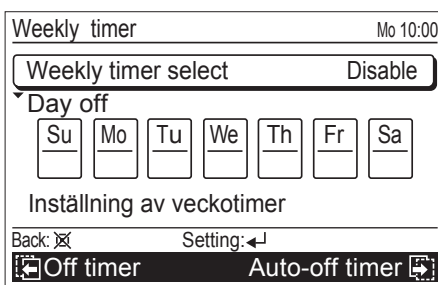 Weekly timer Mo 10:00
Weekly timer select Disable
Day off
Su Mo Tu We Th Fr Sa
Inställning av veckotimer
Back: Setting:
Off timer Auto-off timer